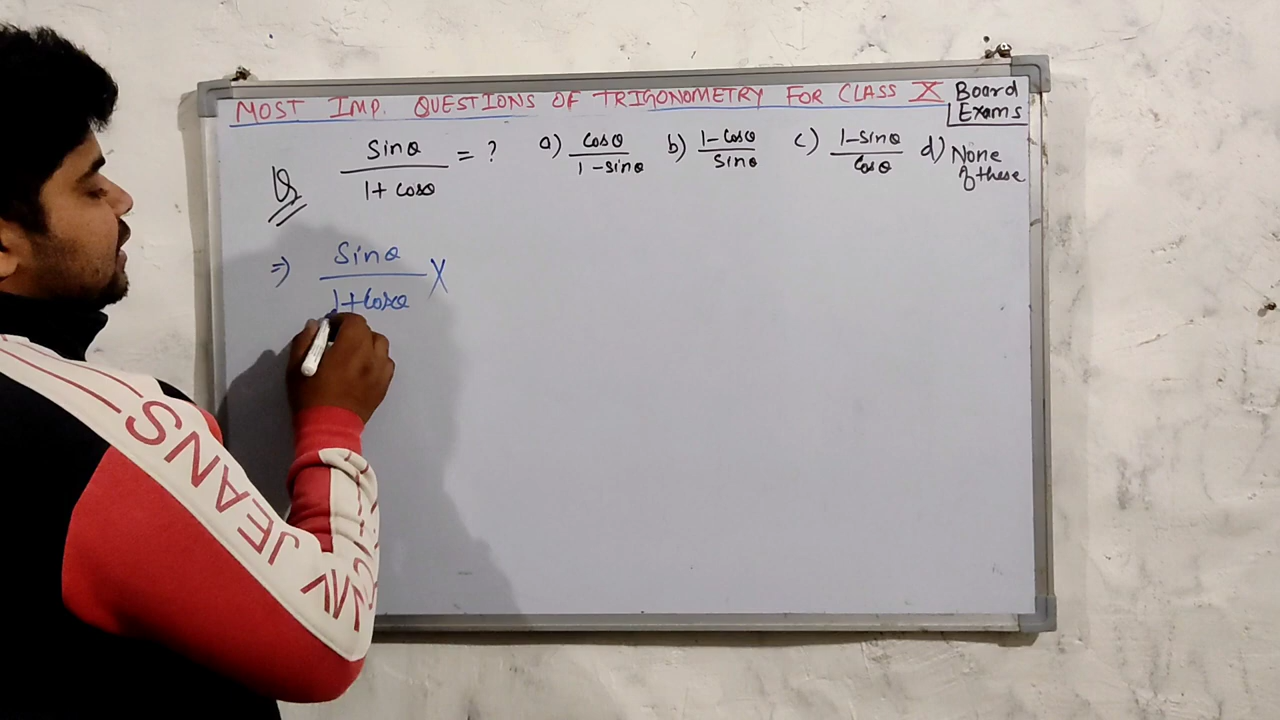 MOST IMP. QUESTIONS OF TRIGONOMETRY FOR CLASS X Board Exams
Q sinθ / 1+ cosθ = ? a) cosθ / 1-sinθ b) 1-cosθ / sinθ c) 1-sinθ / cosθ d) None of these
⇒ sinθ / 1+cosθ X
JEANS